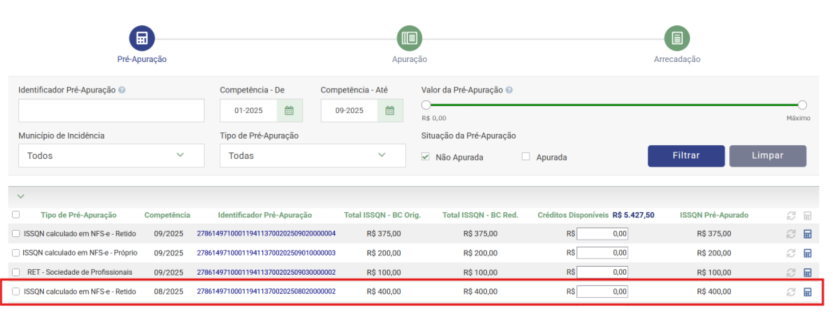 Pré-Apuração Apuração Arrecadação
Identificador Pré-Apuração Competência - De Competência - Até Valor da Pré-Apuração
01-2025 09-2025
R$ 0,00 Máximo
Município de Incidência Tipo de Pré-Apuração Situação da Pré-Apuração
Todos Todas Não Apurada Apurada Filtrar Limpar
Tipo de Pré-Apuração Competência Identificador Pré-Apuração Total ISSQN - BC Orig. Total ISSQN - BC Red. Créditos Disponíveis R$ 5.427,50 ISSQN Pré-Apurado
ISSQN calculado em NFS-e - Retido 09/2025 27861497100011941137002025090200000004 R$ 375,00 R$ 375,00 R$ 0,00 R$ 375,00
ISSQN calculado em NFS-e - Próprio 09/2025 27861497100011941137002025090100000003 R$ 200,00 R$ 200,00 R$ 0,00 R$ 200,00
RET - Sociedade de Profissionais 09/2025 27861497100011941137002025090300000002 R$ 100,00 R$ 100,00 R$ 0,00 R$ 100,00
ISSQN calculado em NFS-e - Retido 08/2025 27861497100011941137002025080200000002 R$ 400,00 R$ 400,00 R$ 0,00 R$ 400,00